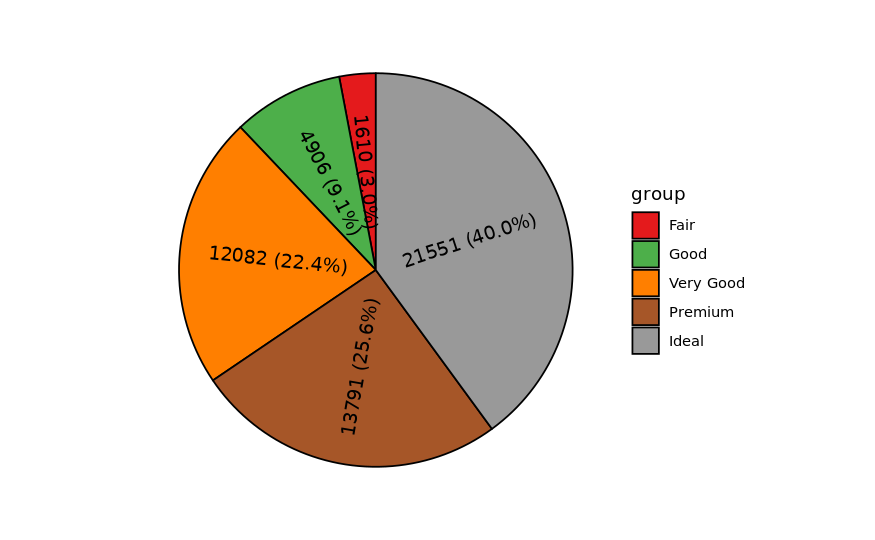 1610 (3.0%)
4906 (9.1%)
12082 (22.4%)
21551 (40.0%)
13791 (25.6%)
group
Fair
Good
Very Good
Premium
Ideal